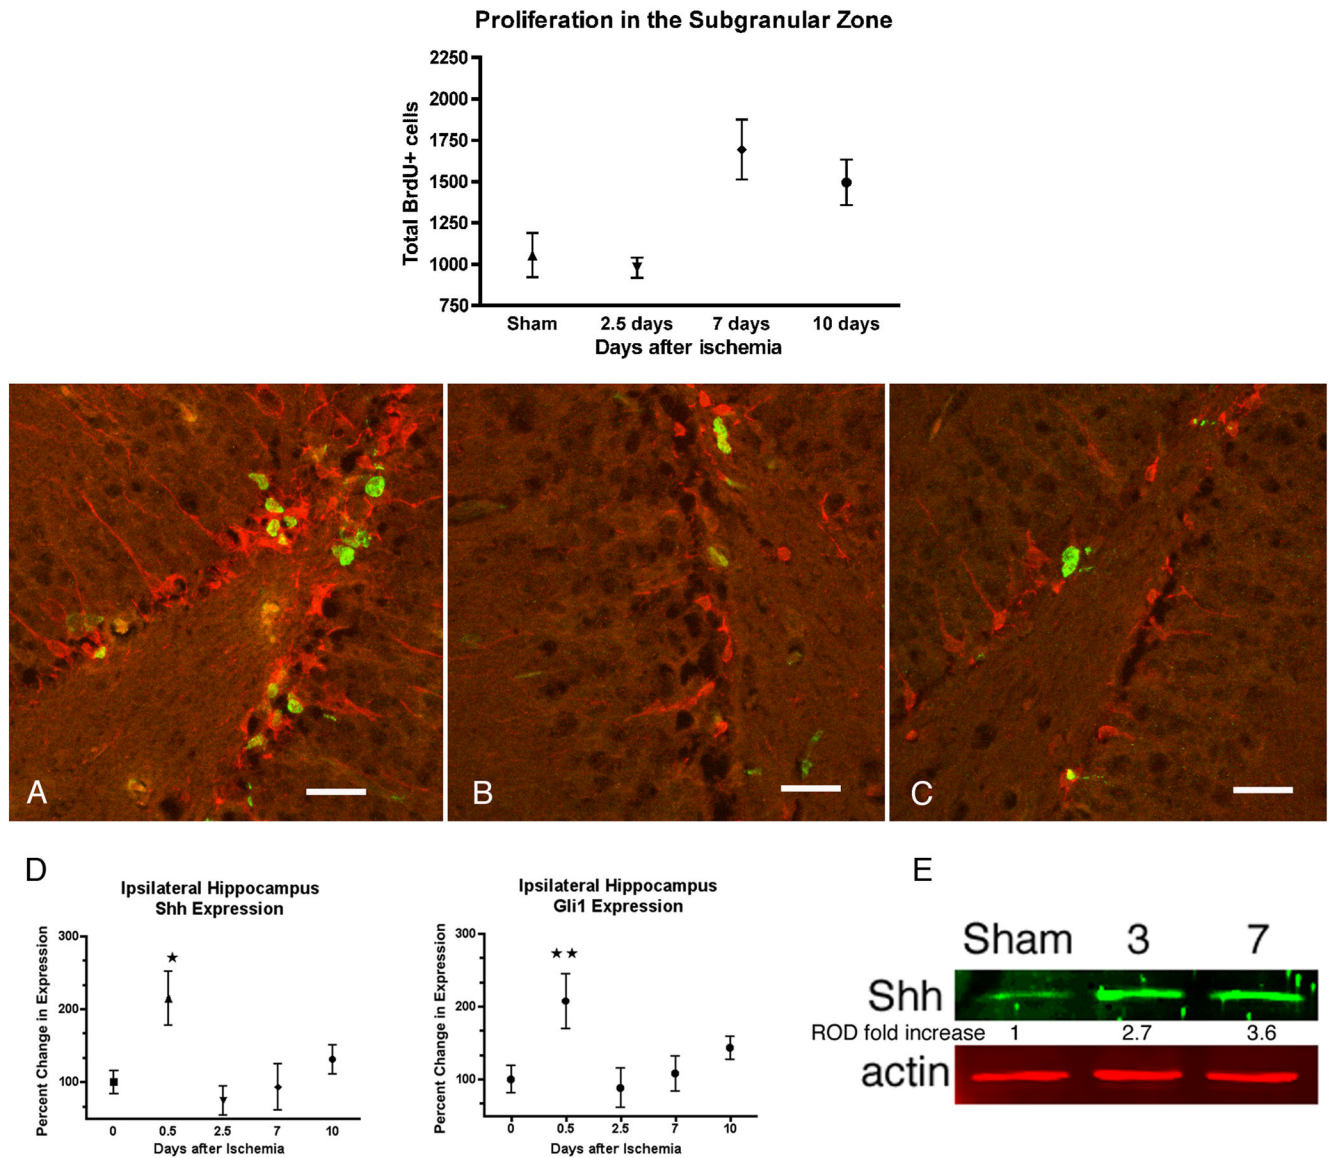 Proliferation in the Subgranular Zone
Total BrdU+ cells
2250
2000
1750
1500
1250
1000
750
Sham 2.5 days 7 days 10 days
Days after ischemia
A
B
C
D
Ipsilateral Hippocampus
Shh Expression
Percent Change in Expression
300
200
100
0 0.5 2.5 7 10
Days after Ischemia
Ipsilateral Hippocampus
Gli1 Expression
Percent Change in Expression
300
200
100
0 0.5 2.5 7 10
Days after Ischemia
E
Sham 3 7
Shh
ROD fold increase 1 2.7 3.6
actin